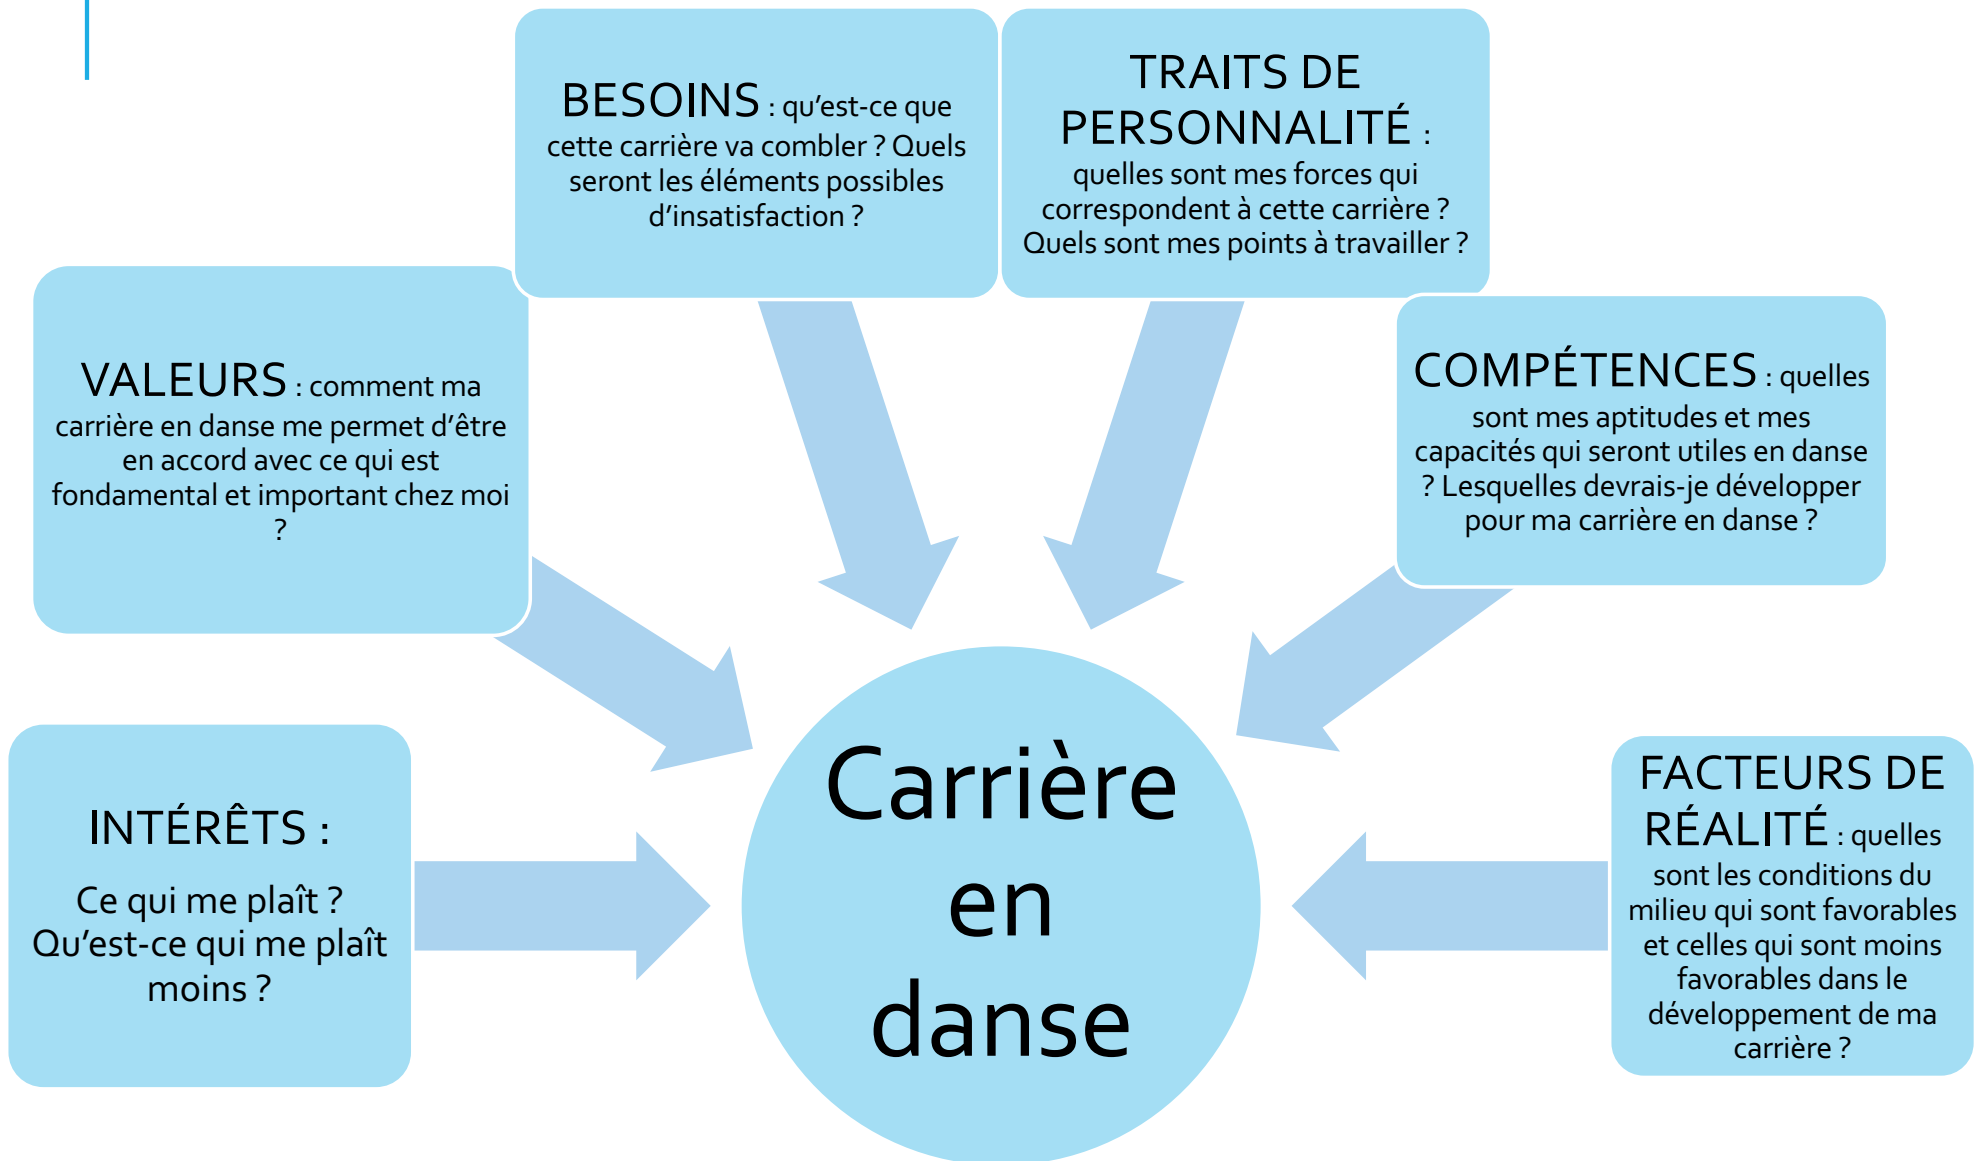 INTÉRÊTS :
Ce qui me plaît ?
Qu’est-ce qui me plaît
moins ?
VALEURS : comment ma
carrière en danse me permet d’être
en accord avec ce qui est
fondamental et important chez moi
?
BESOINS : qu’est-ce que
cette carrière va combler ? Quels
seront les éléments possibles
d’insatisfaction ?
TRAITS DE
PERSONNALITÉ :
quelles sont mes forces qui
correspondent à cette carrière ?
Quels sont mes points à travailler ?
COMPÉTENCES : quelles
sont mes aptitudes et mes
capacités qui seront utiles en danse
? Lesquelles devrais-je développer
pour ma carrière en danse ?
FACTEURS DE
RÉALITÉ : quelles
sont les conditions du
milieu qui sont favorables
et celles qui sont moins
favorables dans le
développement de ma
carrière ?
Carrière
en
danse